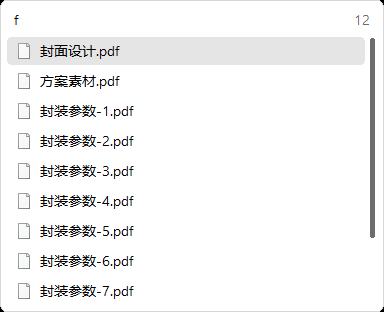 f 12
封面设计.pdf
方案素材.pdf
封装参数-1.pdf
封装参数-2.pdf
封装参数-3.pdf
封装参数-4.pdf
封装参数-5.pdf
封装参数-6.pdf
封装参数-7.pdf